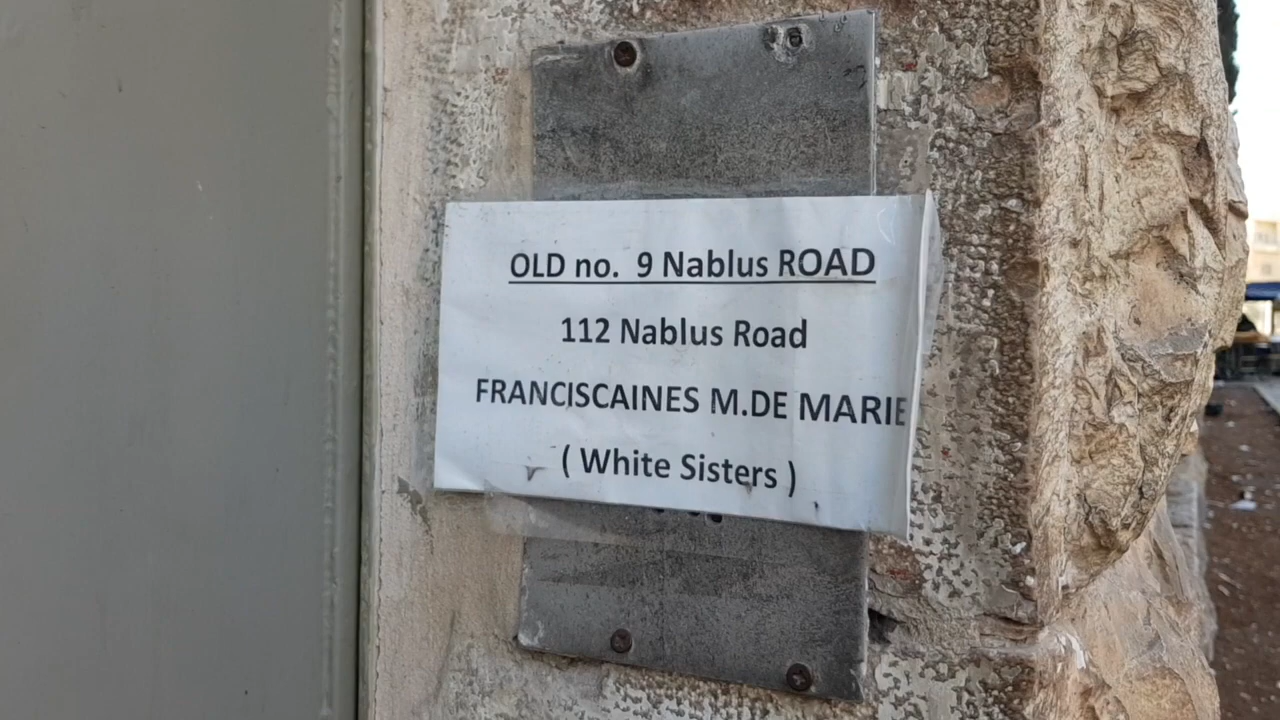 OLD no. 9 Nablus ROAD
112 Nablus Road
FRANCISCAINES M.DE MARIE
( White Sisters )